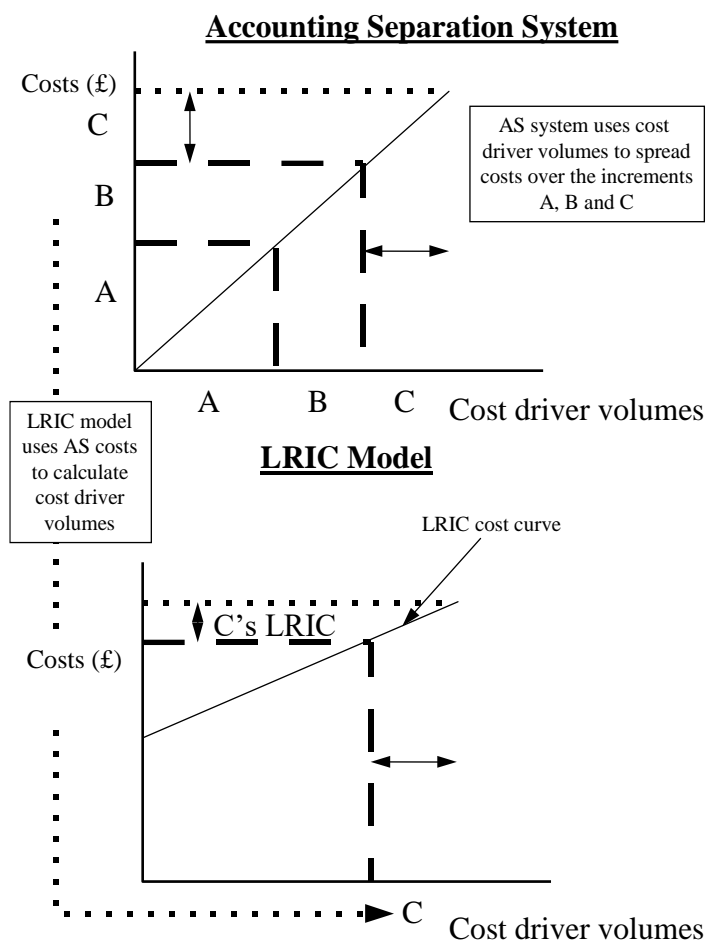 Accounting Separation System
Costs (£)
C
B
A
AS system uses cost
driver volumes to spread
costs over the increments
A, B and C
A B C
Cost driver volumes
LRIC model
uses AS costs
to calculate
cost driver
volumes
LRIC Model
LRIC cost curve
C's LRIC
Costs (£)
C
Cost driver volumes